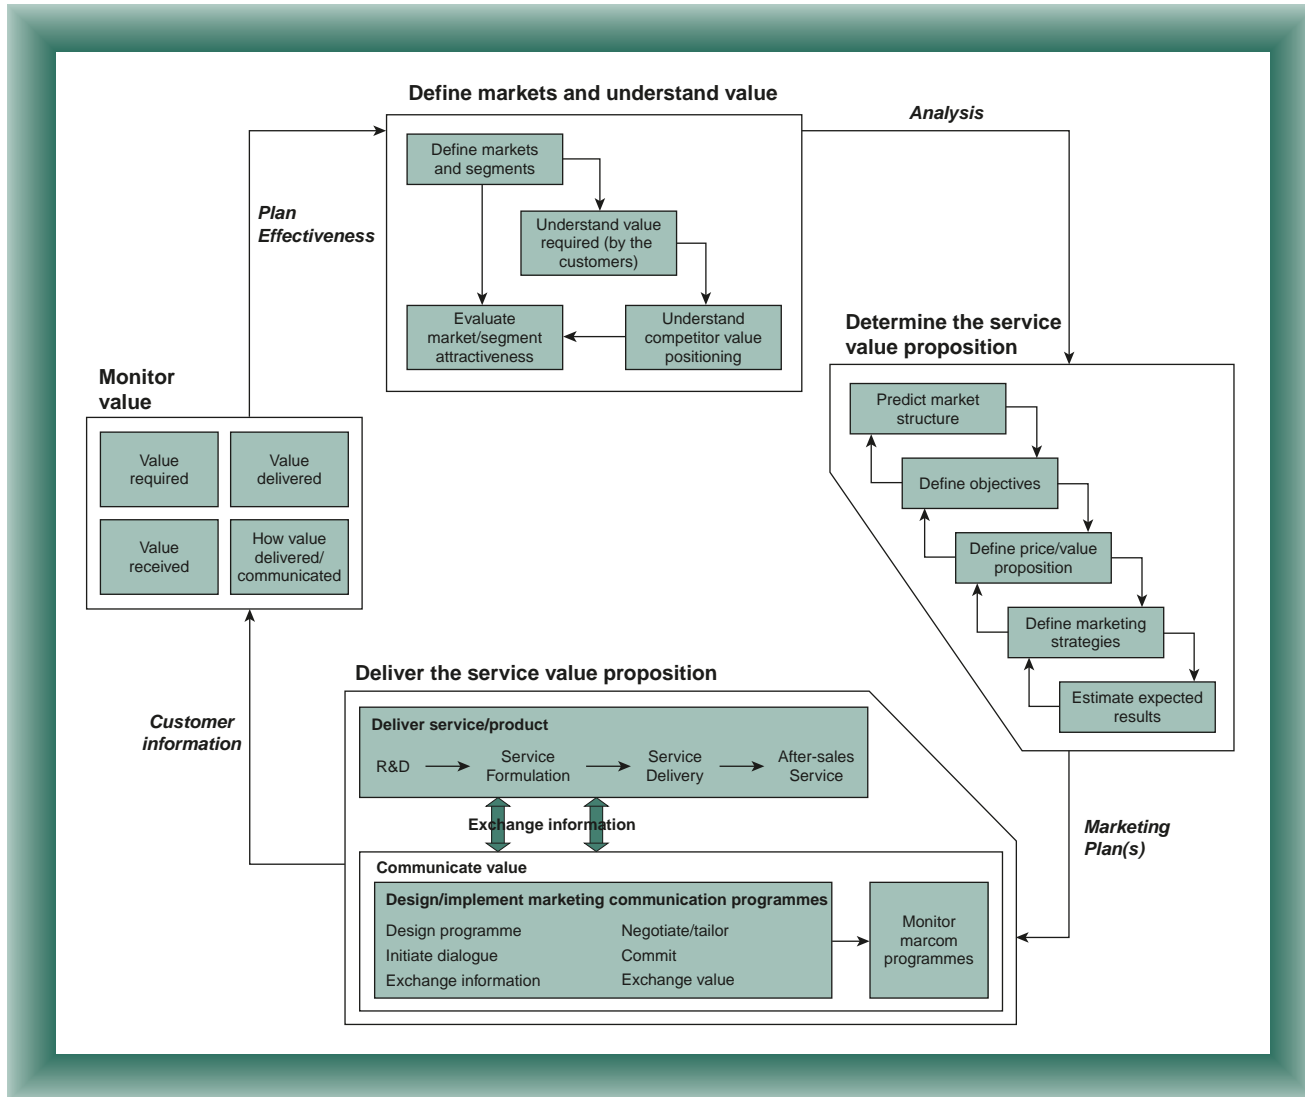 Define markets and understand value
Analysis
Define markets
and segments
Plan
Effectiveness
Understand value
required (by the
customers)
Evaluate
market/segment
attractiveness
Understand
competitor value
positioning
Determine the service
value proposition
Predict market
structure
Define objectives
Define price/value
proposition
Define marketing
strategies
Estimate expected
results
Monitor
value
Value
required
Value
delivered
Value
received
How value
delivered/
communicated
Customer
information
Marketing
Plan(s)
Deliver the service value proposition
Deliver service/product
R&D
Service
Formulation
Service
Delivery
After-sales
Service
Exchange information
Communicate value
Design/implement marketing communication programmes
Design programme
Initiate dialogue
Exchange information
Negotiate/tailor
Commit
Exchange value
Monitor
marcom
programmes